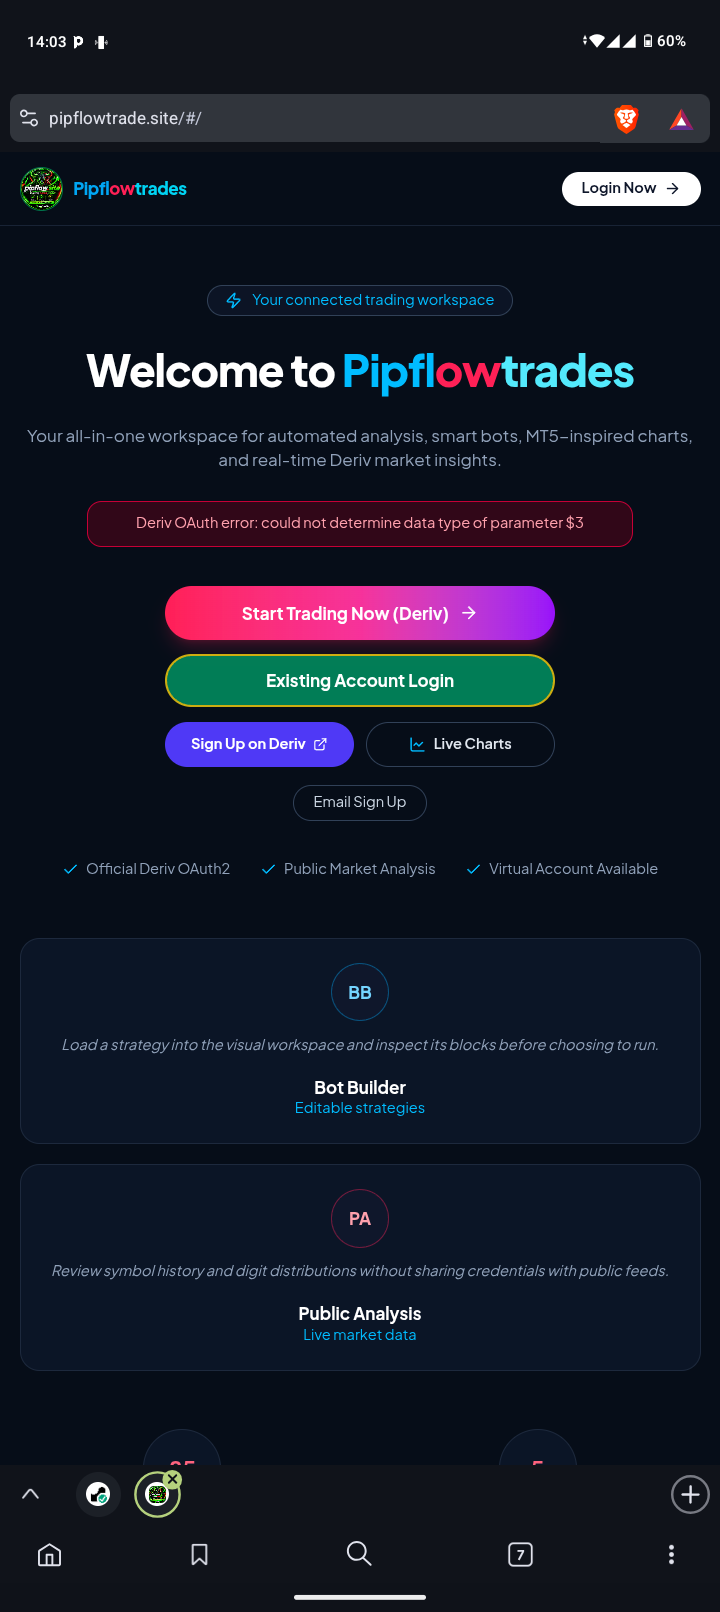 14:03
60%
pipflowtrade.site/#/
Pipflowtrades
Login Now
Your connected trading workspace
Welcome to Pipflowtrades
Your all-in-one workspace for automated analysis, smart bots, MT5-inspired charts,
and real-time Deriv market insights.
Deriv OAuth error: could not determine data type of parameter $3
Start Trading Now (Deriv)
Existing Account Login
Sign Up on Deriv
Live Charts
Email Sign Up
Official Deriv OAuth2
Public Market Analysis
Virtual Account Available
BB
Load a strategy into the visual workspace and inspect its blocks before choosing to run.
Bot Builder
Editable strategies
PA
Review symbol history and digit distributions without sharing credentials with public feeds.
Public Analysis
Live market data
7